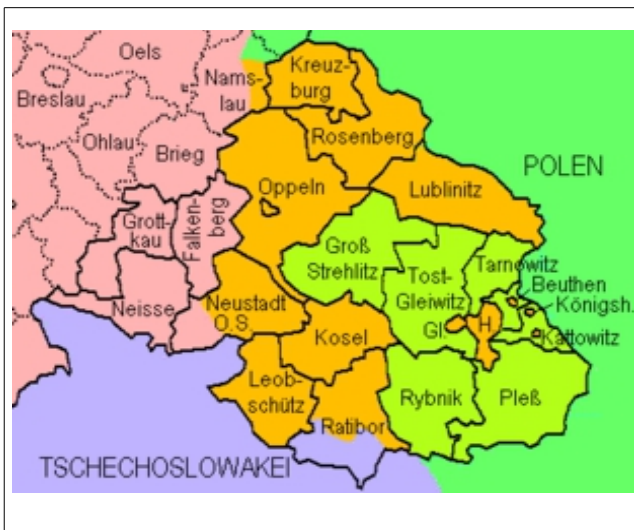 Oels
Breslau
Nams-
lau
Kreuz-
burg
Ohlau
Brieg
Rosenberg
POLEN
Oppeln
Lublinitz
Grott-
kau
Falken-
berg
Groß
Strehlitz
Tost-
Gleiwitz
Tarnowitz
Beuthen
Königsh.
Neisse
Neustadt
O.S.
Gl.
H.
Kattowitz
Kosel
Leob-
schütz
Ratibor
Rybnik
Pleß
TSCHECHOSLOWAKEI